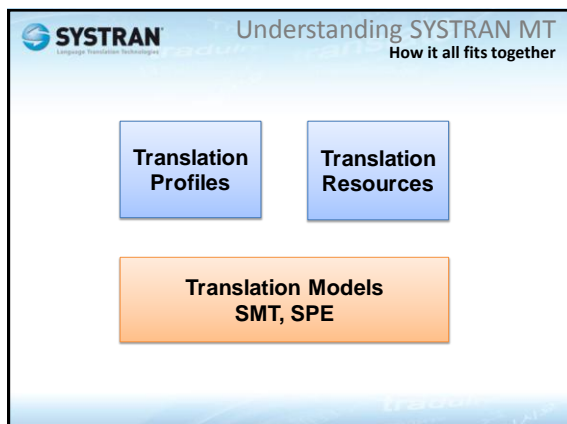 SYSTRAN
Language Translation Technologies
Understanding SYSTRAN MT
How it all fits together
Translation
Profiles
Translation
Resources
Translation Models
SMT, SPE